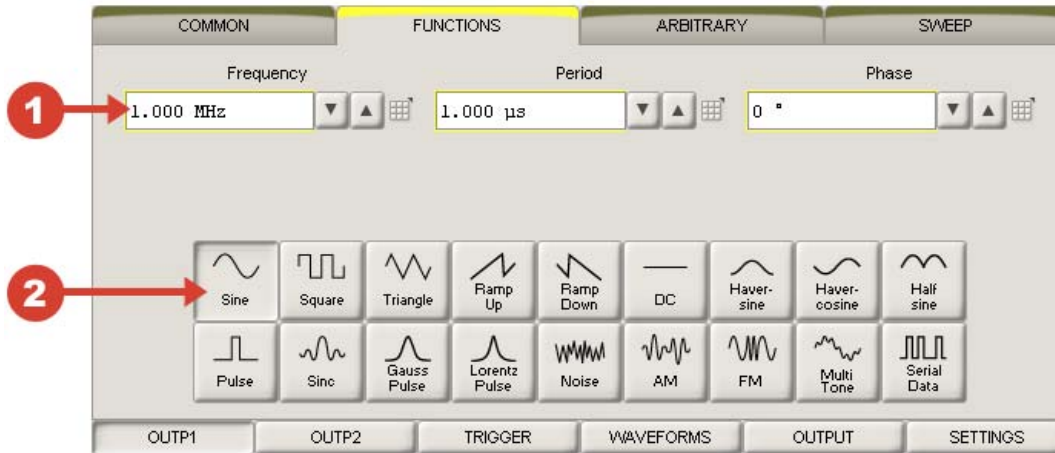 COMMON FUNCTIONS ARBITRARY SWEEP
Frequency Period Phase
1 1.000 MHz 1.000 µs 0 °
2
Sine Square Triangle Ramp Up Ramp Down DC Haver-sine Haver-cosine Half sine
Pulse Sinc Gauss Pulse Lorentz Pulse Noise AM FM Multi Tone Serial Data
OUTP1 OUTP2 TRIGGER WAVEFORMS OUTPUT SETTINGS